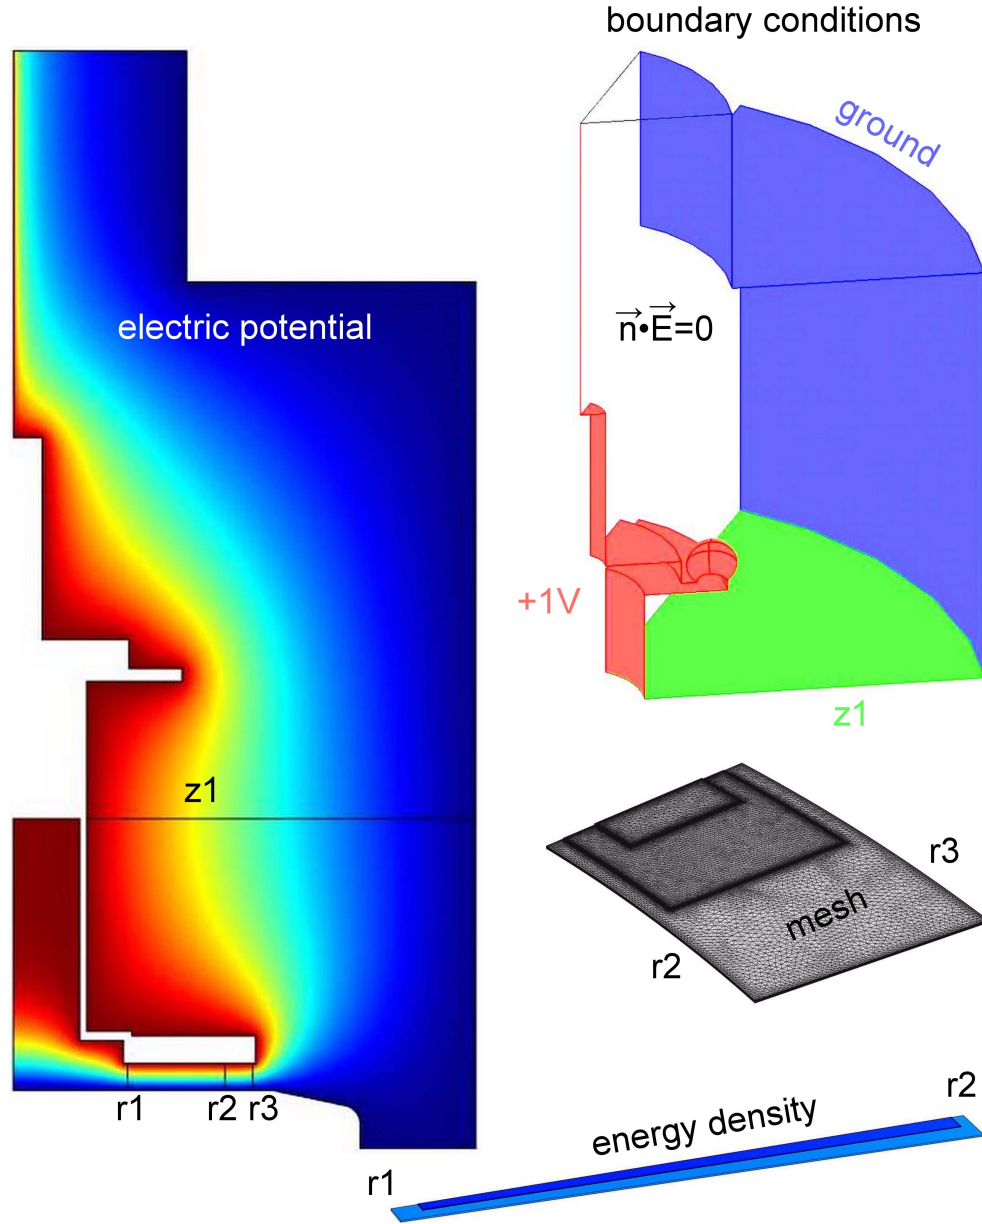 boundary conditions
ground
electric potential
n•E=0
+1V
z1
z1
r3
mesh
r2
r1 r2 r3
r2
energy density
r1